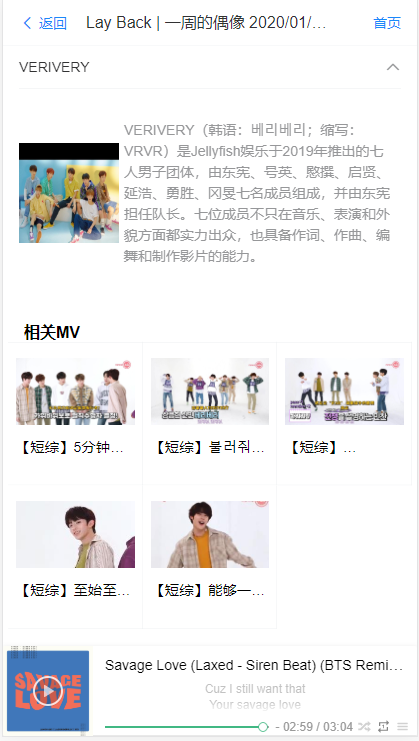 返回
Lay Back | 一周的偶像 2020/01/...
首页
VERIVERY
VERIVERY（韩语：베리베리；缩写：
VRVR）是Jellyfish娱乐于2019年推出的七
人男子团体，由东宪、号英、愍撰、启贤、
延浩、勇胜、冈旻七名成员组成，并由东宪
担任队长。七位成员不只在音乐、表演和外
貌方面都实力出众，也具备作词、作曲、编
舞和制作影片的能力。
相关MV
【短综】5分钟...
【短综】불러줘...
【短综】...
【短综】至始至...
【短综】能够一...
SAVAGE
LOVE
Savage Love (Laxed - Siren Beat) (BTS Remi...
Cuz I still want that
Your savage love
- 02:59 / 03:04